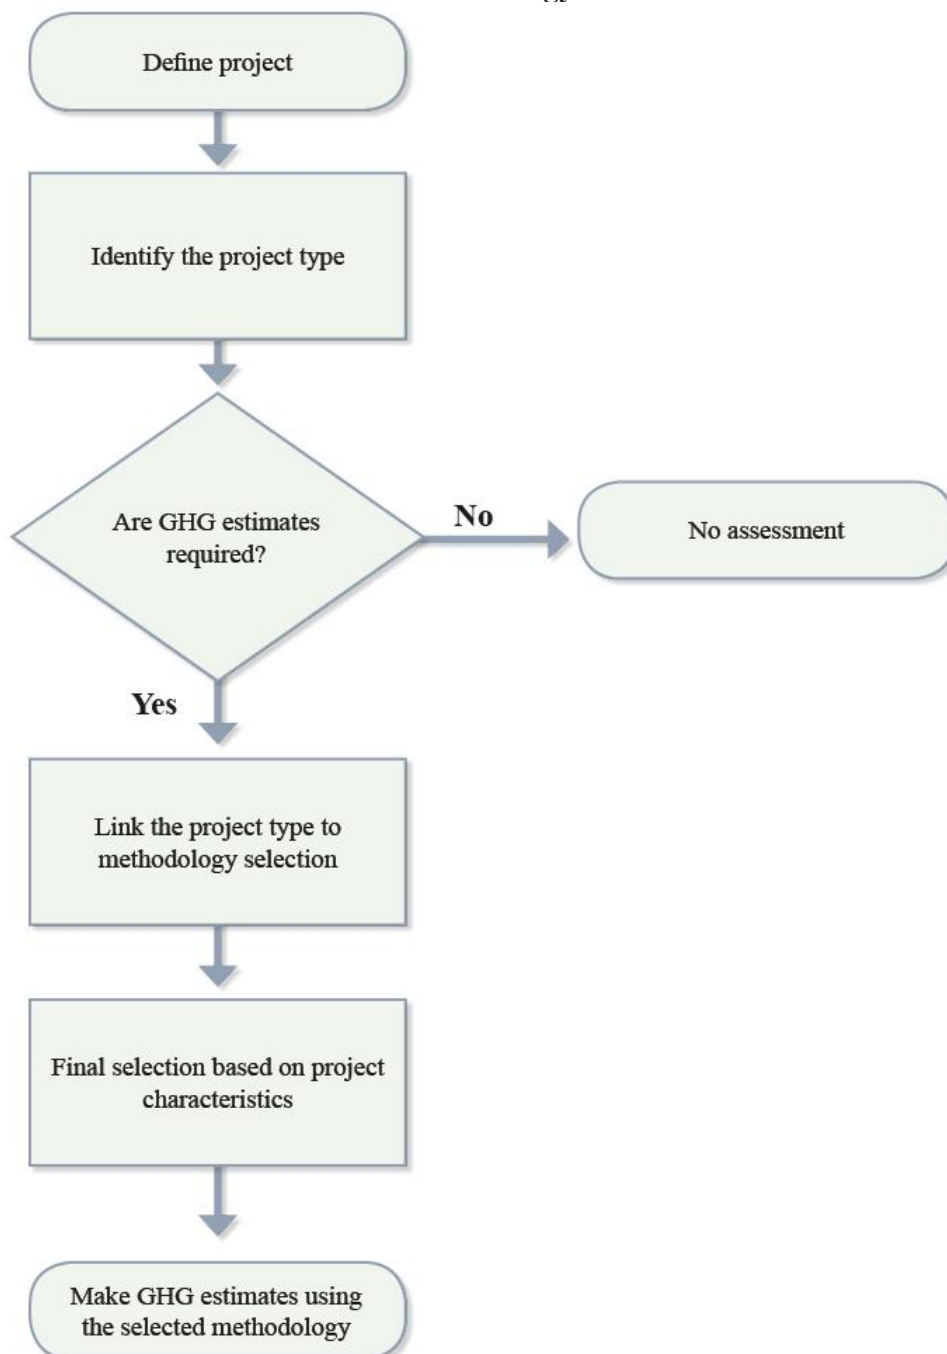 Define project
Identify the project type
Are GHG estimates
required?
No
No assessment
Yes
Link the project type to
methodology selection
Final selection based on project
characteristics
Make GHG estimates using
the selected methodology